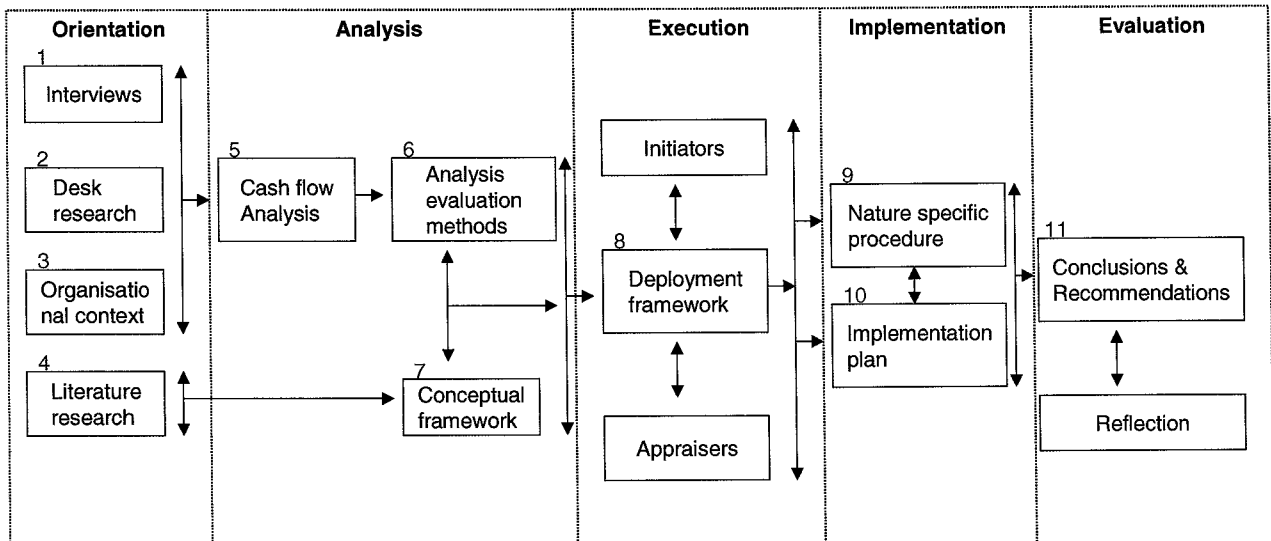 Orientation
Analysis
Execution
Implementation
Evaluation
1
Interviews
2
Desk
research
3
Organisatio
nal context
4
Literature
research
5
Cash flow
Analysis
6
Analysis
evaluation
methods
7
Conceptual
framework
Initiators
8
Deployment
framework
Appraisers
9
Nature specific
procedure
10
Implementation
plan
11
Conclusions &
Recommendations
Reflection